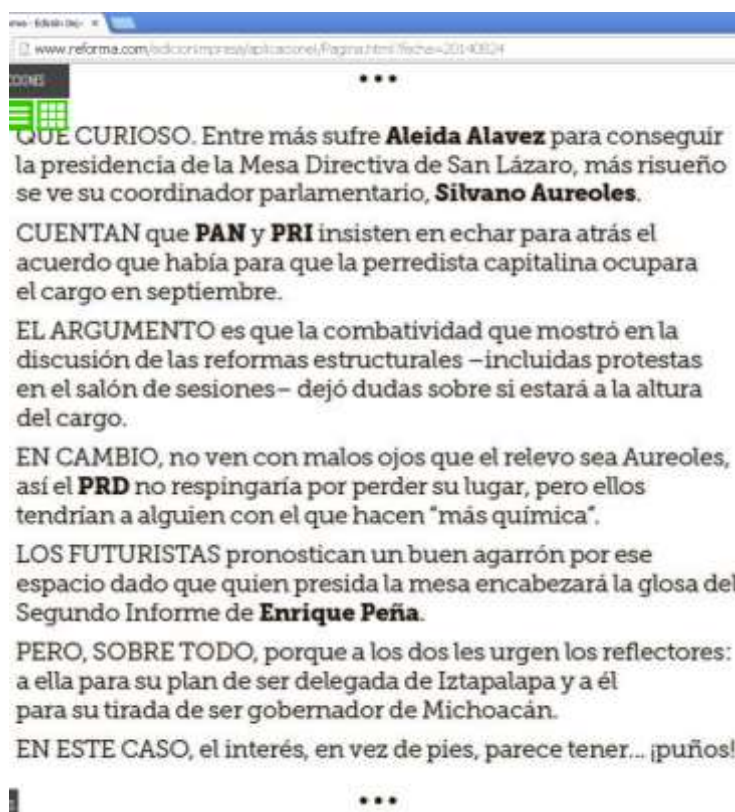 www.reforma.com/edicionimpresa/aplicacionei/Pagina.html?fecha=20140824
CCIONES
•••
QUÉ CURIOSO. Entre más sufre Aleida Alavez para conseguir
la presidencia de la Mesa Directiva de San Lázaro, más risueño
se ve su coordinador parlamentario, Silvano Aureoles.
CUENTAN que PAN y PRI insisten en echar para atrás el
acuerdo que había para que la perredista capitalina ocupara
el cargo en septiembre.
EL ARGUMENTO es que la combatividad que mostró en la
discusión de las reformas estructurales –incluidas protestas
en el salón de sesiones– dejó dudas sobre si estará a la altura
del cargo.
EN CAMBIO, no ven con malos ojos que el relevo sea Aureoles,
así el PRD no respingaría por perder su lugar, pero ellos
tendrían a alguien con el que hacen "más química".
LOS FUTURISTAS pronostican un buen agarrón por ese
espacio dado que quien presida la mesa encabezará la glosa del
Segundo Informe de Enrique Peña.
PERO, SOBRE TODO, porque a los dos les urgen los reflectores:
a ella para su plan de ser delegada de Iztapalapa y a él
para su tirada de ser gobernador de Michoacán.
EN ESTE CASO, el interés, en vez de pies, parece tener... ¡puños!
•••